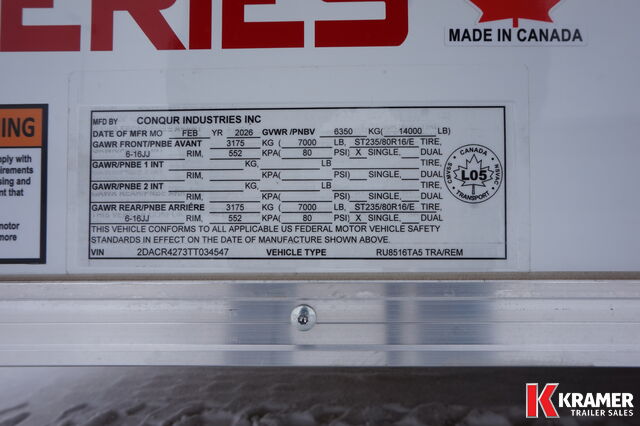 ERIES
MADE IN CANADA
ING
mply with
irements
sing and
t that
motor
more
MFD BY CONQUR INDUSTRIES INC
DATE OF MFR MO FEB YR 2026 GVWR /PNBV 6350 KG( 14000 LB)
GAWR FRONT/PNBE AVANT 3175 KG ( 7000 LB, ST235/80R16/E TIRE,
6-16JJ RIM, 552 KPA( 80 PSI) X SINGLE, DUAL
GAWR/PNBE 1 INT KG, LB TIRE,
6-16JJ RIM, KPA( PSI) SINGLE, DUAL
GAWR/PNBE 2 INT KG( LB, TIRE,
RIM, KPA( PSI) SINGLE, DUAL
GAWR REAR/PNBE ARRIÉRE 3175 KG ( 7000 LB, ST235/80R16/E TIRE,
6-16JJ RIM, 552 KPA( 80 PSI) X SINGLE, DUAL
THIS VEHICLE CONFORMS TO ALL APPLICABLE US FEDERAL MOTOR VEHICLE SAFETY
STANDARDS IN EFFECT ON THE DATE OF MANUFACTURE SHOWN ABOVE.
VIN 2DACR4273TT034547 VEHICLE TYPE RU8516TA5 TRA/REM
CANADA
L05
TRANSPORT
K KRAMER
TRAILER SALES